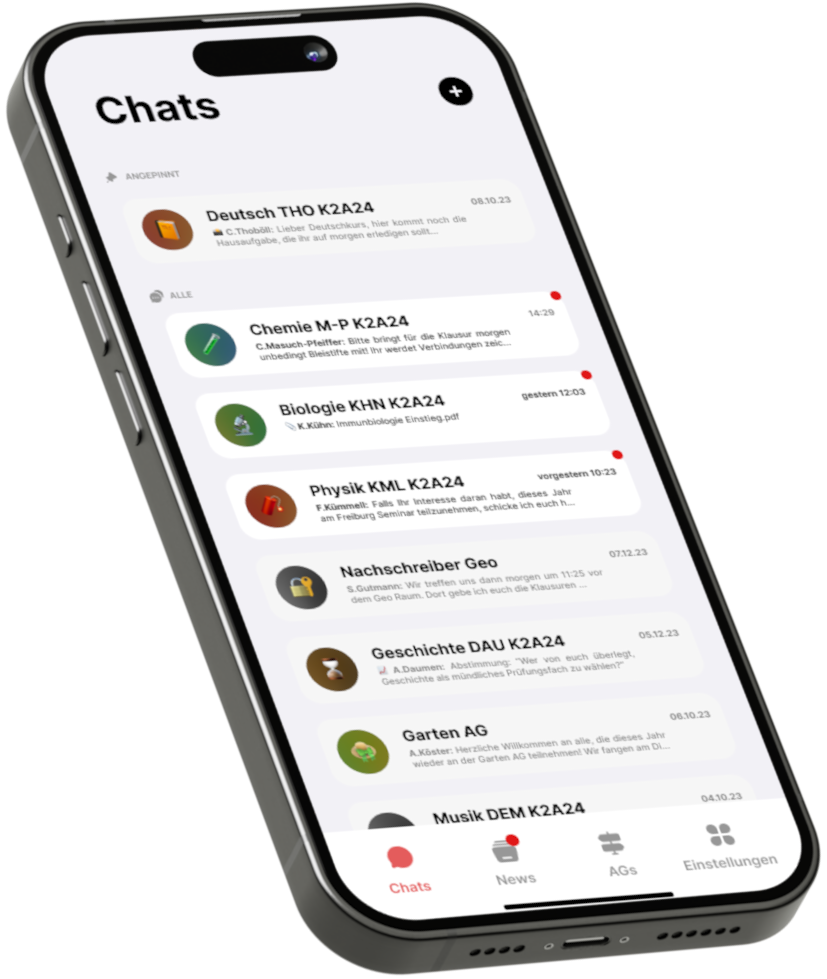 Chats
ANGEPINNT
Deutsch THO K2A24
08.10.23
C.Thoböll: Lieber Deutschkurs, hier kommt noch die
Hausaufgabe, die ihr auf morgen erledigen sollt...
ALLE
Chemie M-P K2A24
14:29
C.Masuch-Pfeiffer: Bitte bringt für die Klausur morgen
unbedingt Bleistifte mit! Ihr werdet Verbindungen zeic...
Biologie KHN K2A24
gestern 12:03
K.Kühn: Immunbiologie Einstieg.pdf
Physik KML K2A24
vorgestern 10:23
F.Kümmell: Falls Ihr Interesse daran habt, dieses Jahr
am Freiburg Seminar teilzunehmen, schicke ich euch h...
Nachschreiber Geo
07.12.23
S.Gutmann: Wir treffen uns dann morgen um 11:25 vor
dem Geo Raum. Dort gebe ich euch die Klausuren ...
Geschichte DAU K2A24
05.12.23
A.Daumen: Abstimmung: "Wer von euch überlegt,
Geschichte als mündliches Prüfungsfach zu wählen?"
Garten AG
06.10.23
A.Köster: Herzliche Willkommen an alle, die dieses Jahr
wieder an der Garten AG teilnehmen! Wir fangen am Di...
Musik DEM K2A24
04.10.23
Chats
News
AGs
Einstellungen